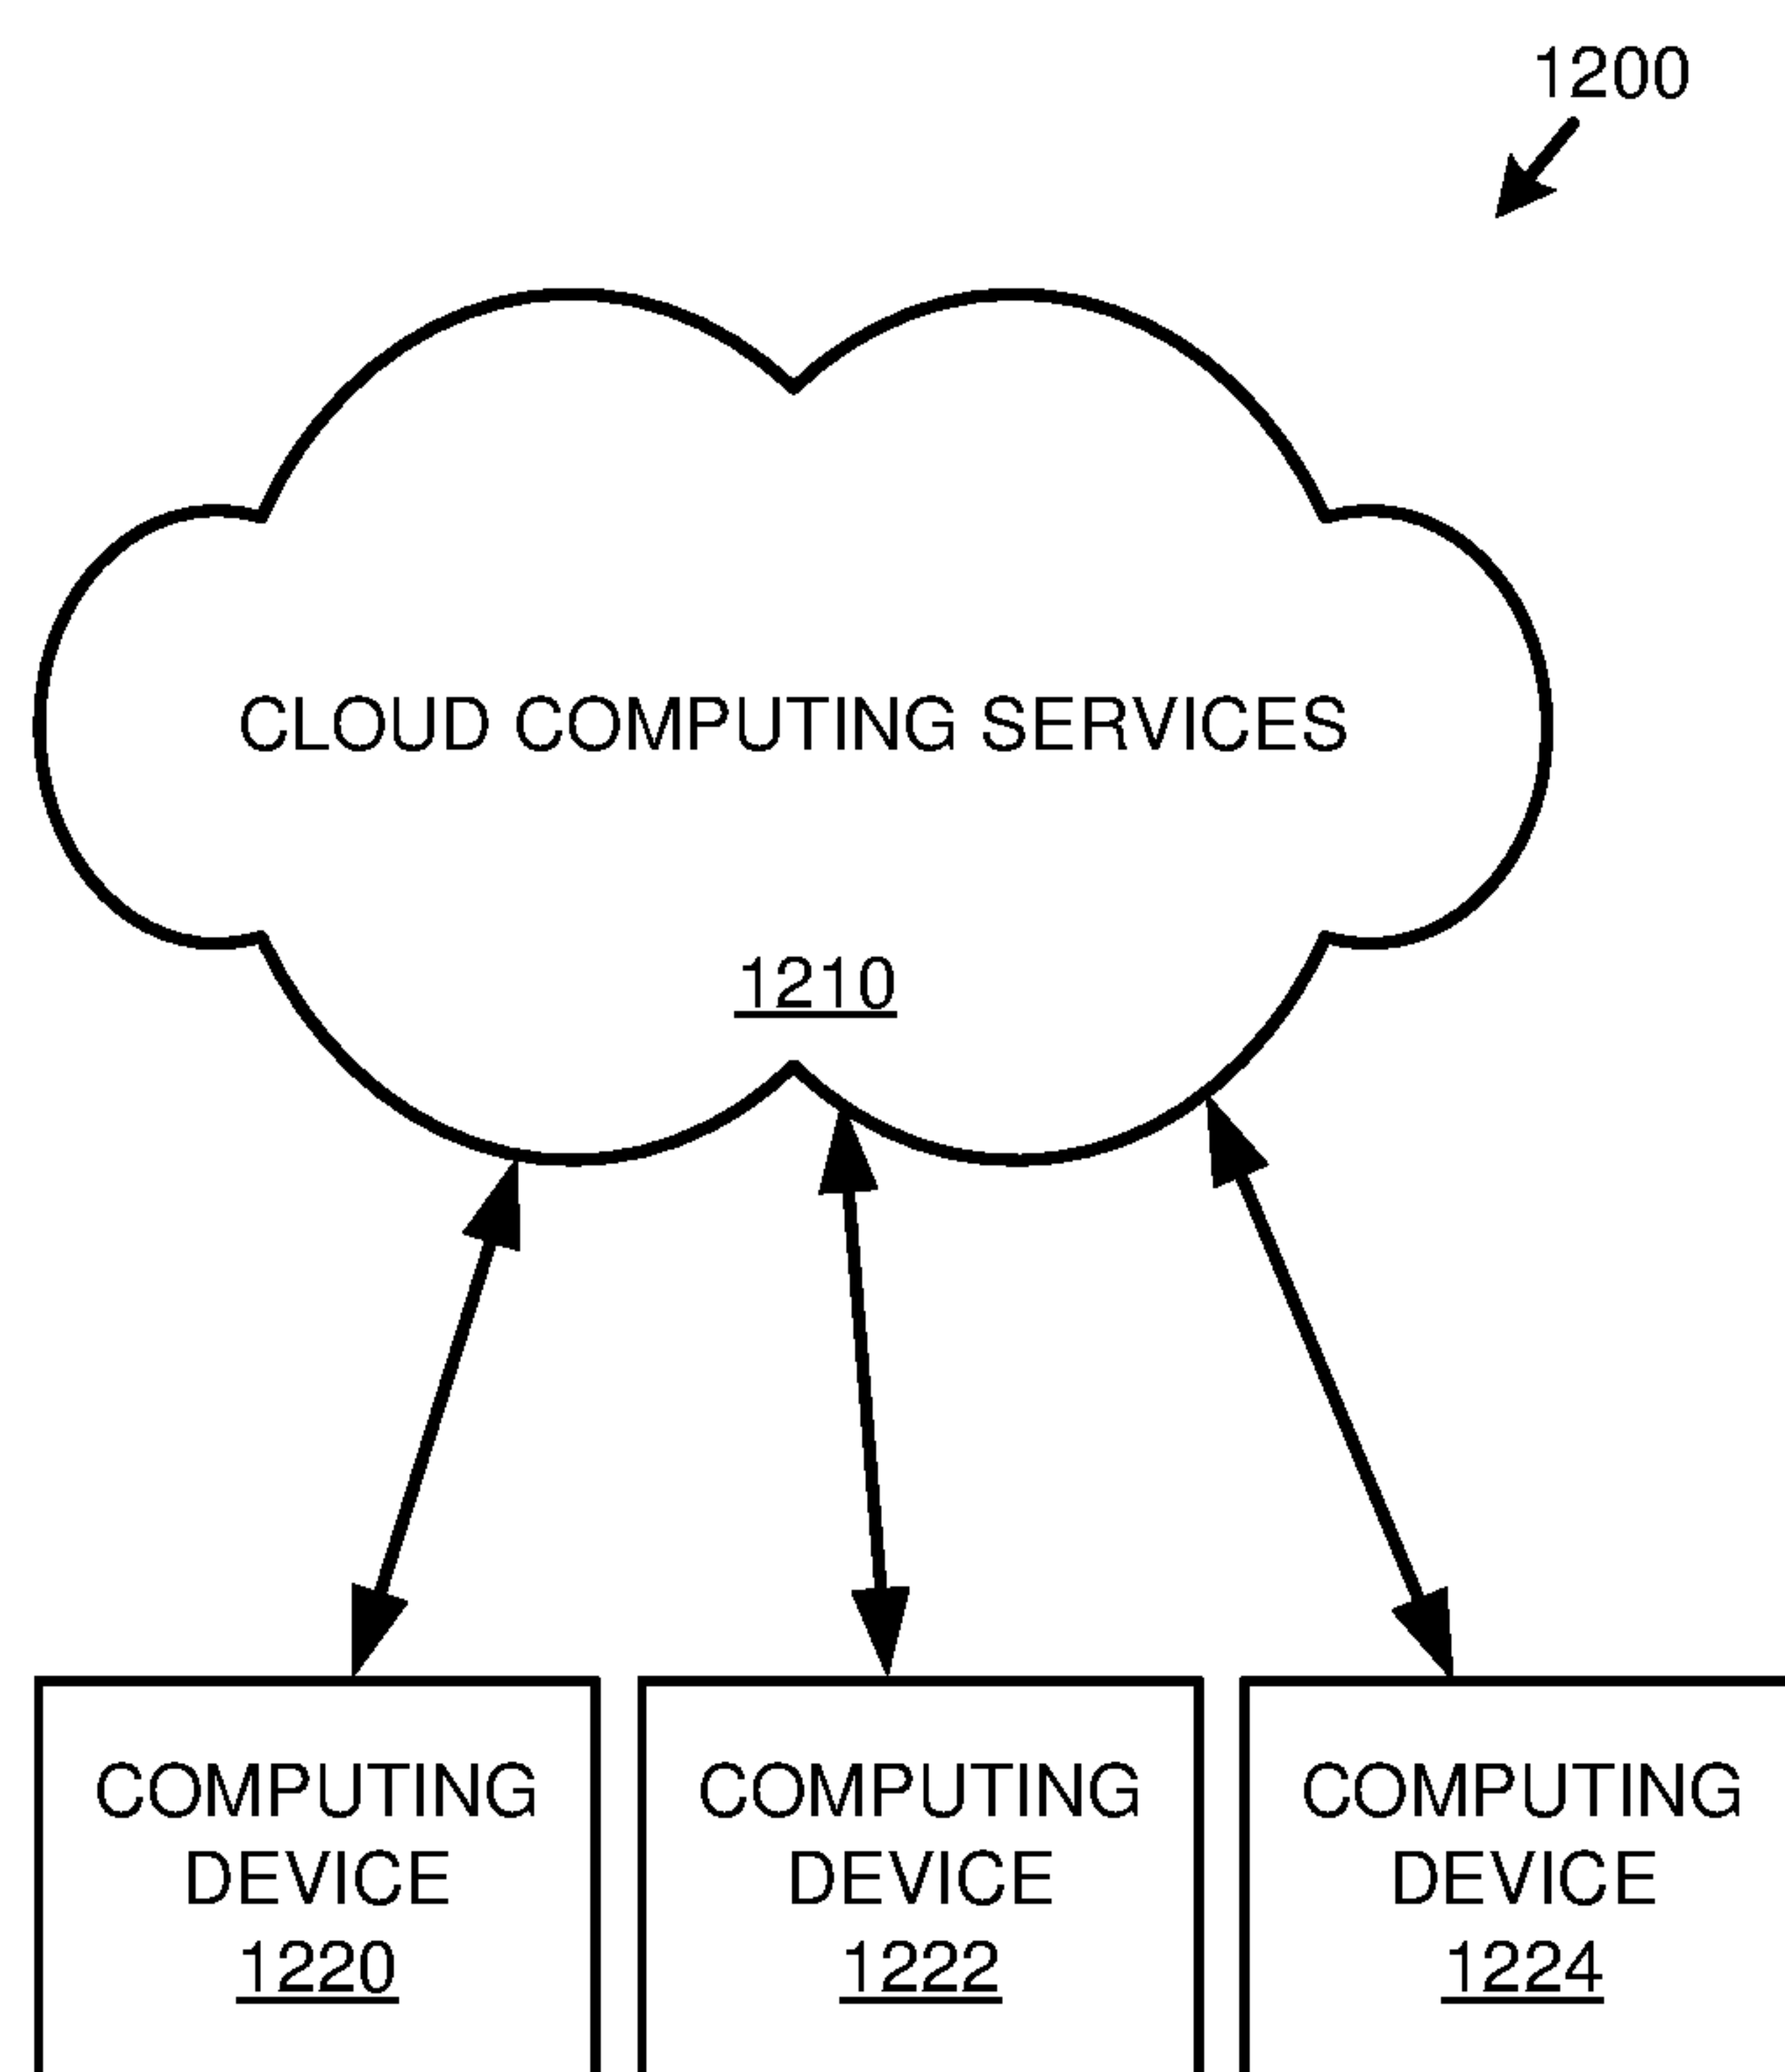 1200
CLOUD COMPUTING SERVICES
1210
COMPUTING
DEVICE
1220
COMPUTING
DEVICE
1222
COMPUTING
DEVICE
1224